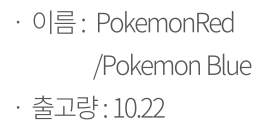 · 이름 : PokemonRed
/Pokemon Blue
· 출고량 : 10.22